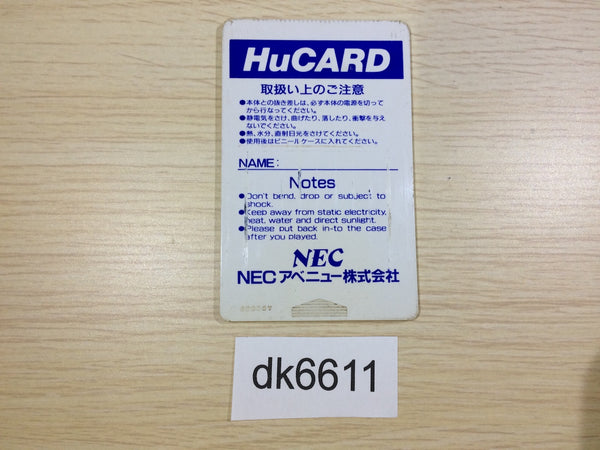 HuCARD
取扱い上のご注意
●本体との抜き差しは、必ず本体の電源を切って
から行なってください。
●静電気をさけ、曲げたり、落したり、衝撃を与え
ないでください。
●熱、水分、直射日光をさけてください。
●使用後はビニールケースに入れてください。
NAME:
Notes
●Don't bend, drop or subject to
shock.
●Keep away from static electricity,
heat, water and direct sunlight.
●Please put back in-to the case
after you played.
NEC
NECアベニュー株式会社
dk6611